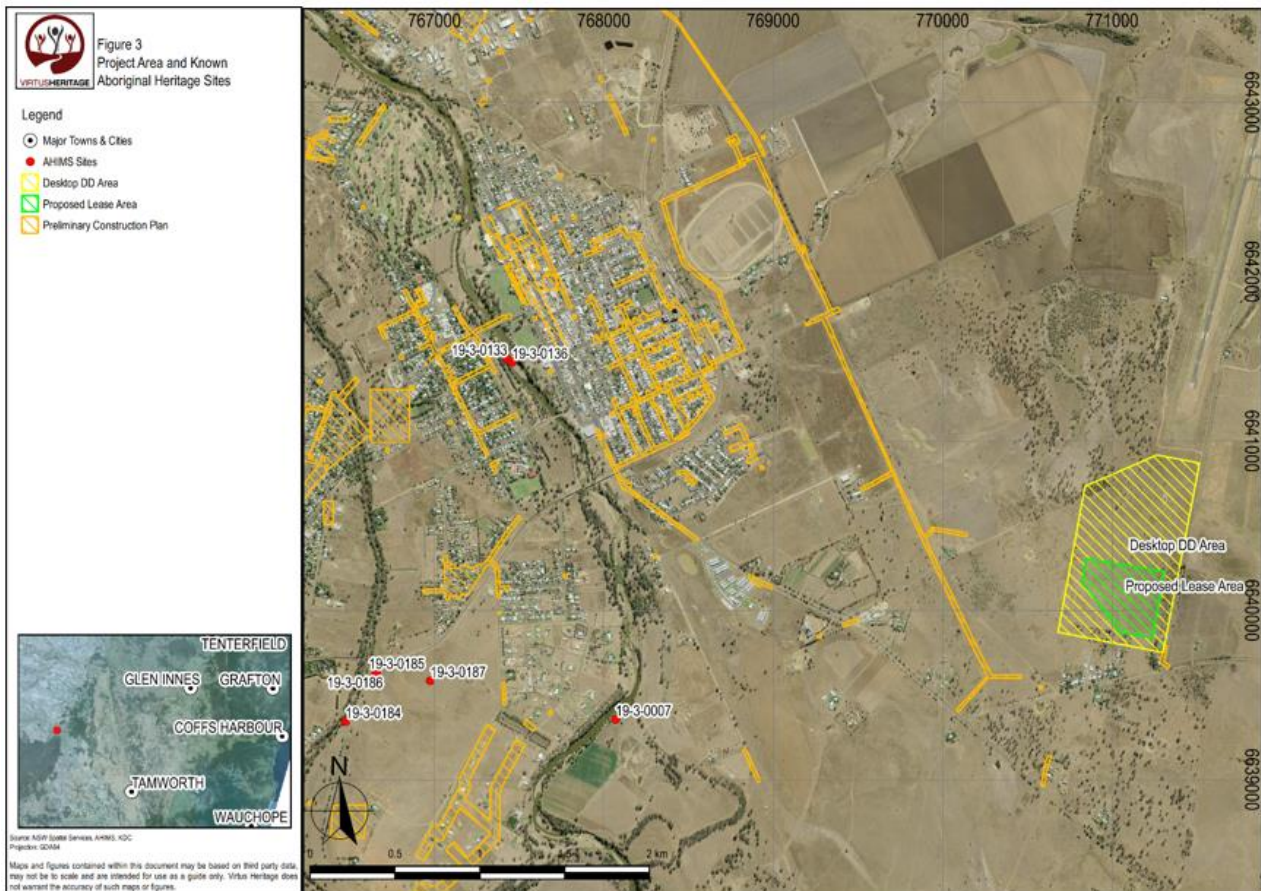 VIRTUSHERITAGE
Figure 3
Project Area and Known
Aboriginal Heritage Sites
Legend
Major Towns & Cities
AHIMS Sites
Desktop DD Area
Proposed Lease Area
Preliminary Construction Plan
TENTERFIELD
GLEN INNES
GRAFTON
COFFS HARBOUR
TAMWORTH
WAUCHOPE
Source: NSW Spatial Services, AHIMS, KDC
Projection: GDA94
Maps and figures contained within this document may be based on third party data,
may not be to scale and are intended for use as a guide only. Virtus Heritage does
not warrant the accuracy of such maps or figures.
767000
768000
769000
770000
771000
6643000
6642000
6641000
6640000
6639000
19-3-0133
19-3-0136
Desktop DD Area
Proposed Lease Area
19-3-0185
19-3-0186
19-3-0187
19-3-0184
19-3-0007
N
0
0.5
2 km